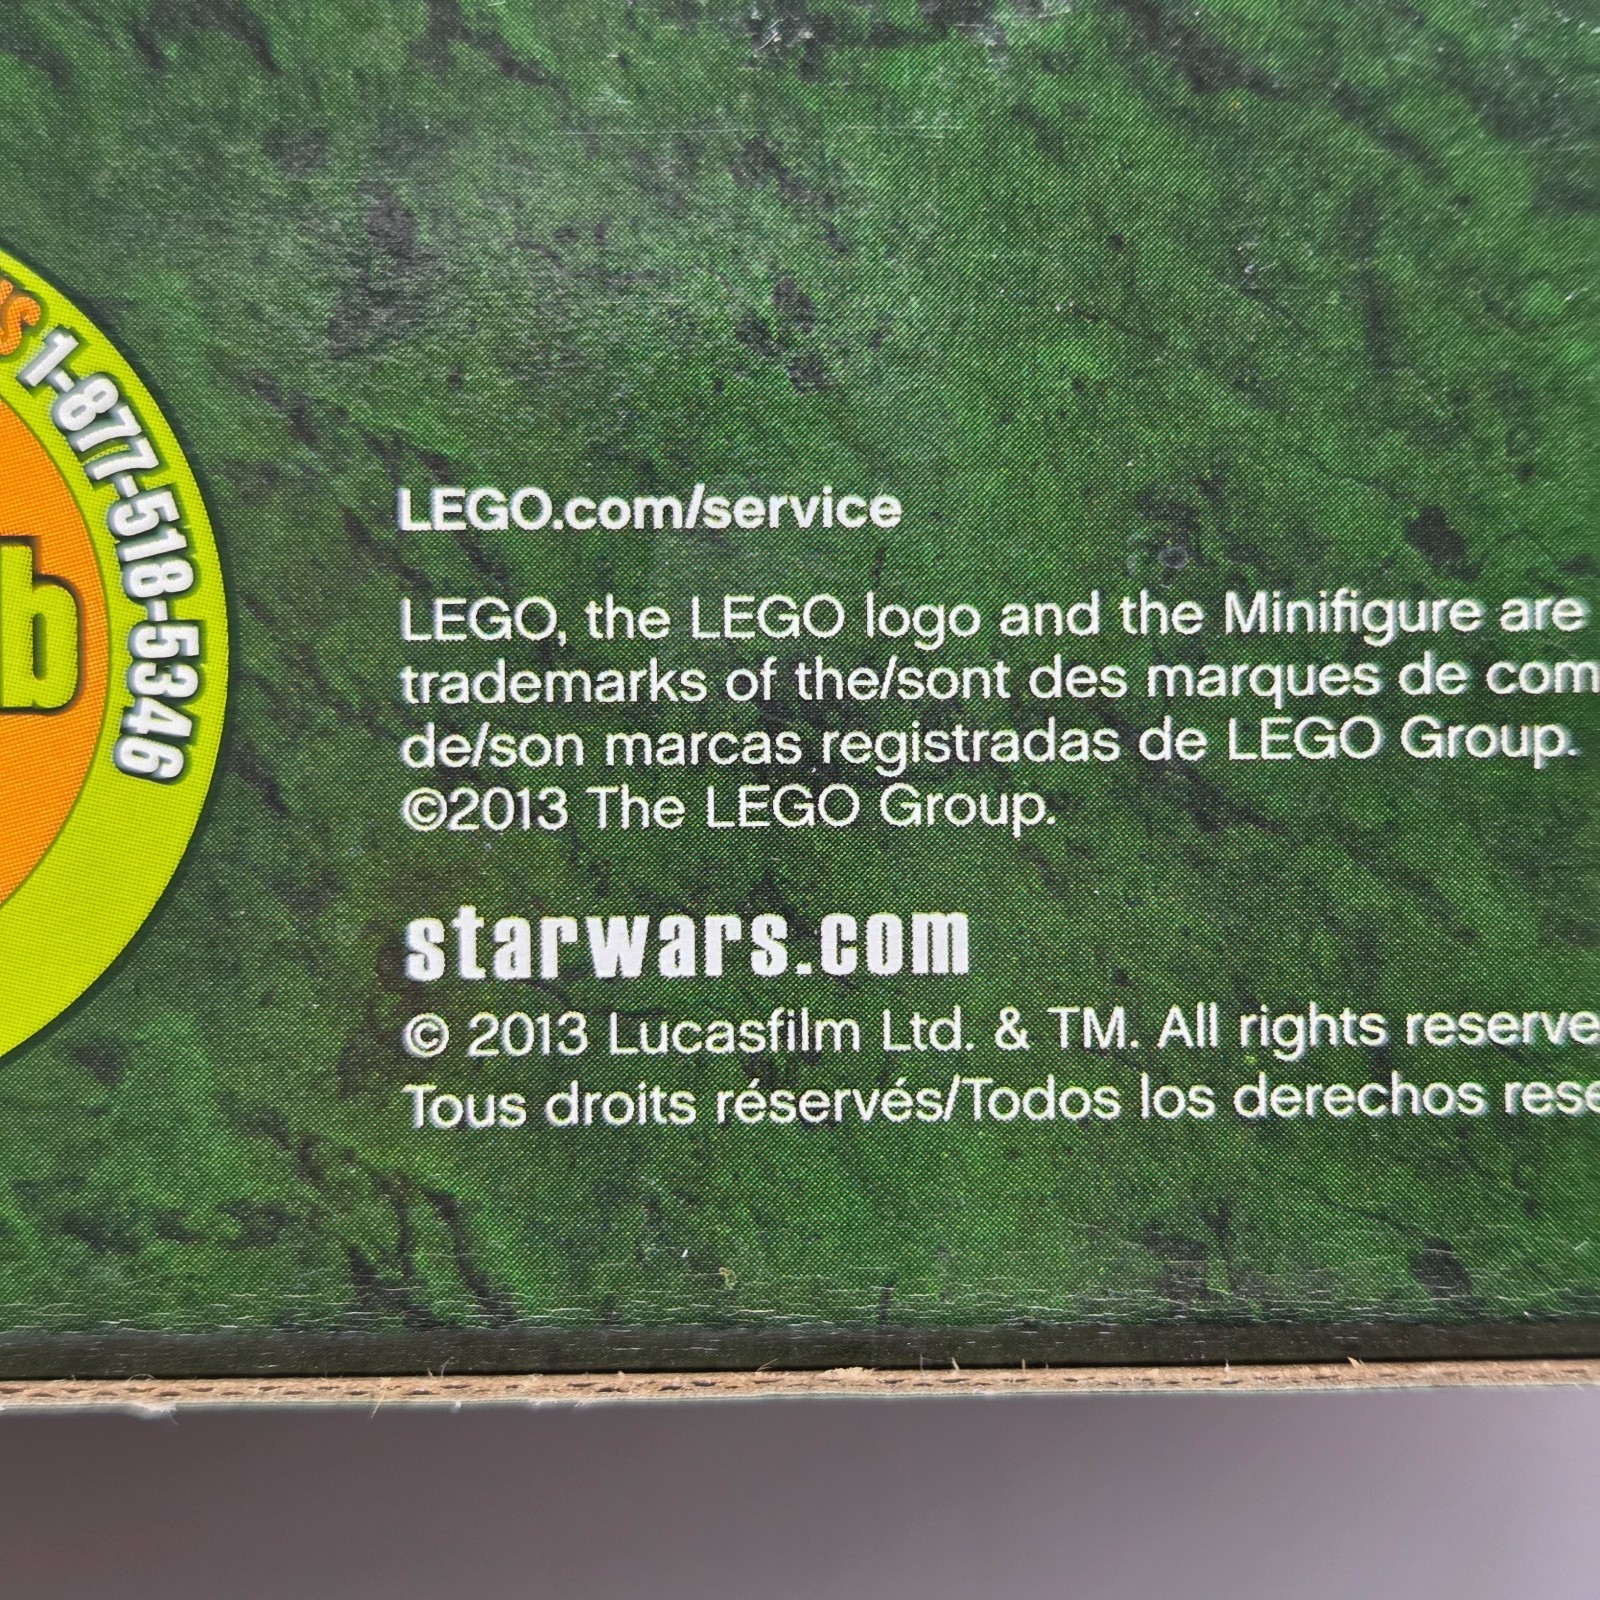 1-877-518-5346
b
LEGO.com/service
LEGO, the LEGO logo and the Minifigure are
trademarks of the/sont des marques de com
de/son marcas registradas de LEGO Group.
©2013 The LEGO Group.
starwars.com
© 2013 Lucasfilm Ltd. & TM. All rights reserve
Tous droits réservés/Todos los derechos rese